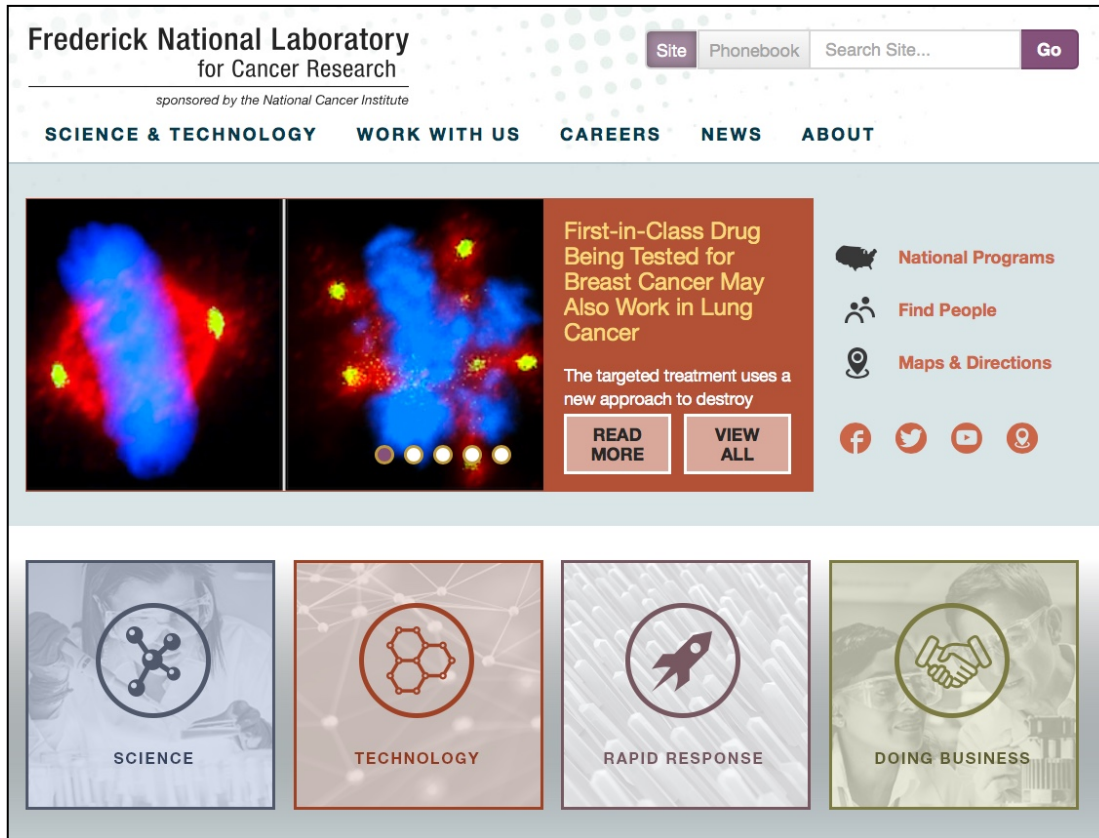 Frederick National Laboratory
for Cancer Research
sponsored by the National Cancer Institute
Site Phonebook Search Site... Go
SCIENCE & TECHNOLOGY WORK WITH US CAREERS NEWS ABOUT
First-in-Class Drug
Being Tested for
Breast Cancer May
Also Work in Lung
Cancer
The targeted treatment uses a
new approach to destroy
READ
MORE
VIEW
ALL
National Programs
Find People
Maps & Directions
SCIENCE
TECHNOLOGY
RAPID RESPONSE
DOING BUSINESS